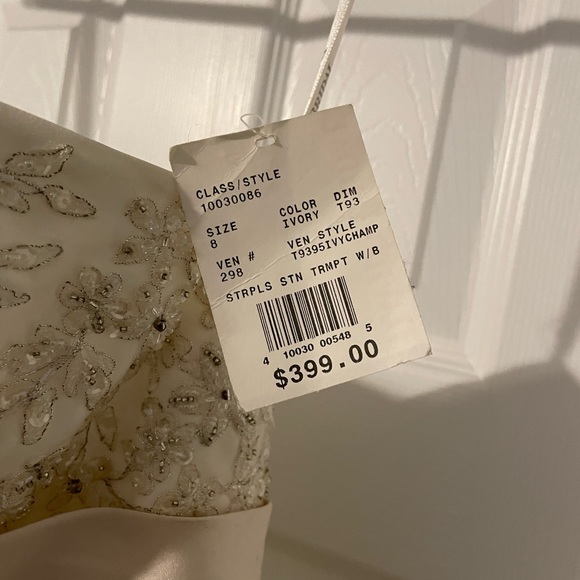 CLASS/STYLE
10030086
SIZE COLOR DIM
8 IVORY T93
VEN # VEN STYLE
298 T9395IVYCHAMP
STRPLS STN TRMPT W/B
4 10030 00548 5
$399.00